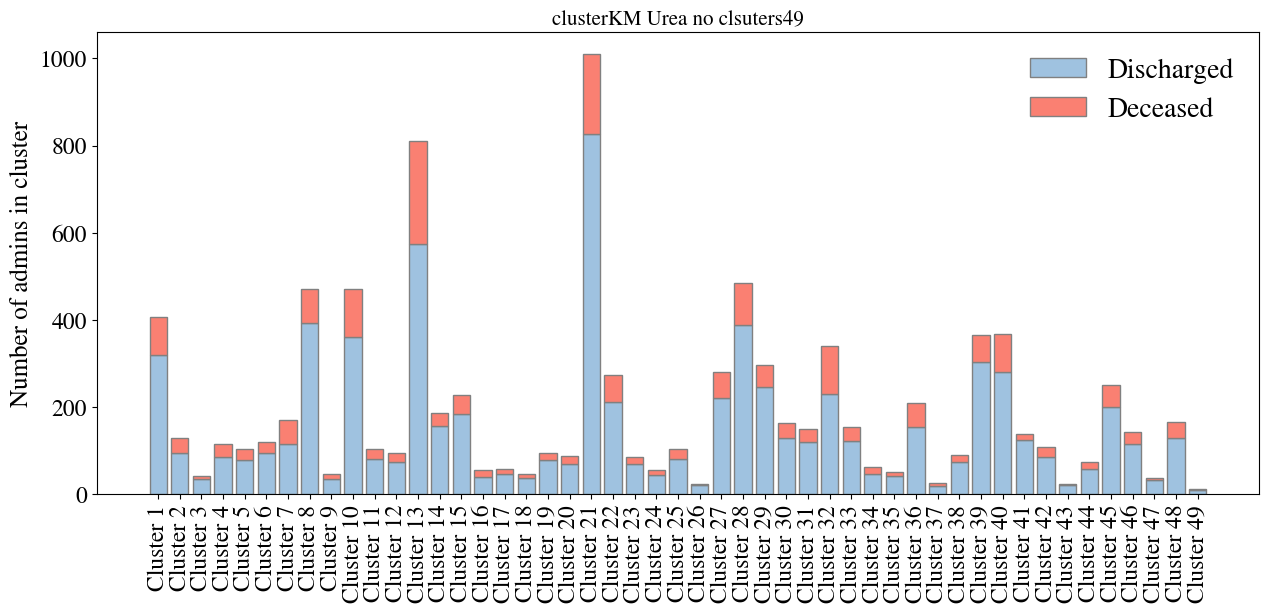 clusterKM Urea no clsuters49
Number of admins in cluster
1000
800
600
400
200
0
Discharged
Deceased
Cluster 1
Cluster 2
Cluster 3
Cluster 4
Cluster 5
Cluster 6
Cluster 7
Cluster 8
Cluster 9
Cluster 10
Cluster 11
Cluster 12
Cluster 13
Cluster 14
Cluster 15
Cluster 16
Cluster 17
Cluster 18
Cluster 19
Cluster 20
Cluster 21
Cluster 22
Cluster 23
Cluster 24
Cluster 25
Cluster 26
Cluster 27
Cluster 28
Cluster 29
Cluster 30
Cluster 31
Cluster 32
Cluster 33
Cluster 34
Cluster 35
Cluster 36
Cluster 37
Cluster 38
Cluster 39
Cluster 40
Cluster 41
Cluster 42
Cluster 43
Cluster 44
Cluster 45
Cluster 46
Cluster 47
Cluster 48
Cluster 49